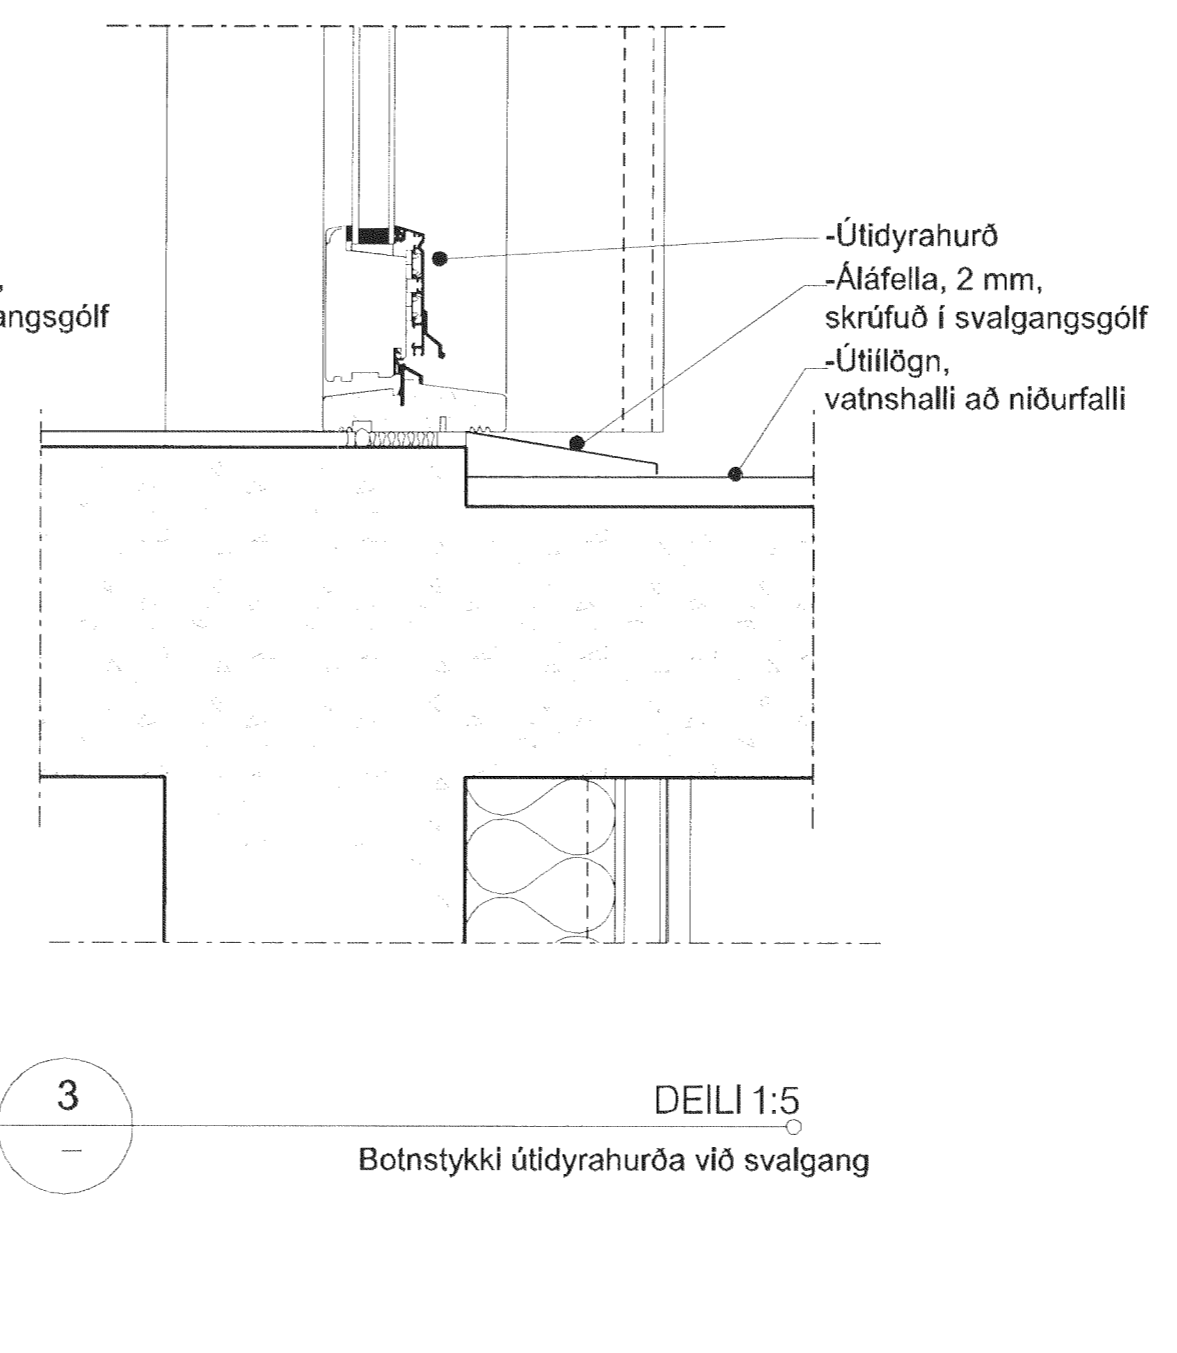 -Útidyrahurð
-Áláfella, 2 mm,
skrúfuð í svalgangsgólf
-Útiílögn,
vatnshalli að niðurfalli
angsgólf
3
DEILI 1:5
Botnstykki útidyrahurða við svalgang